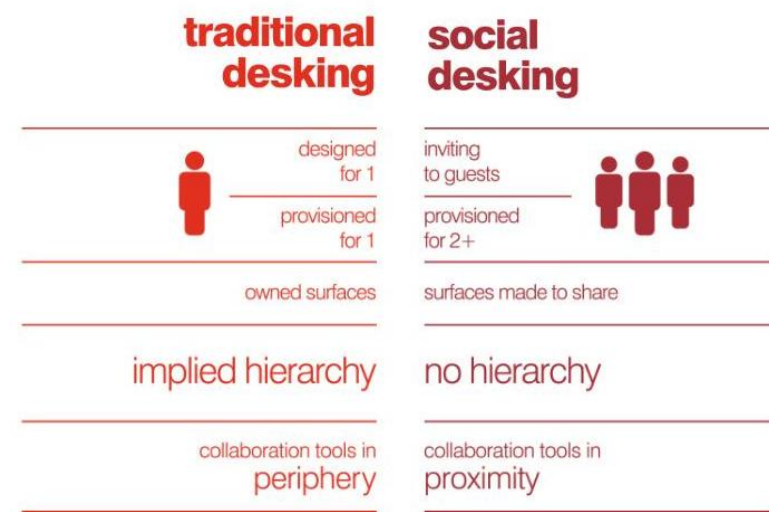 traditional
desking
designed
for 1
provisioned
for 1
owned surfaces
implied hierarchy
collaboration tools in
periphery
social
desking
inviting
to guests
provisioned
for 2+
surfaces made to share
no hierarchy
collaboration tools in
proximity